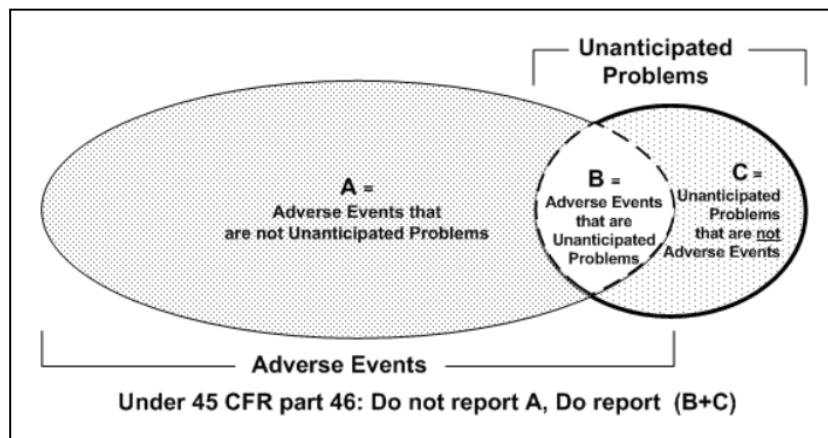 Unanticipated
Problems
A =
Adverse Events that
are not Unanticipated Problems
B =
Adverse Events
that are
Unanticipated
Problems
C =
Unanticipated
Problems
that are not
Adverse Events
Adverse Events
Under 45 CFR part 46: Do not report A, Do report (B+C)